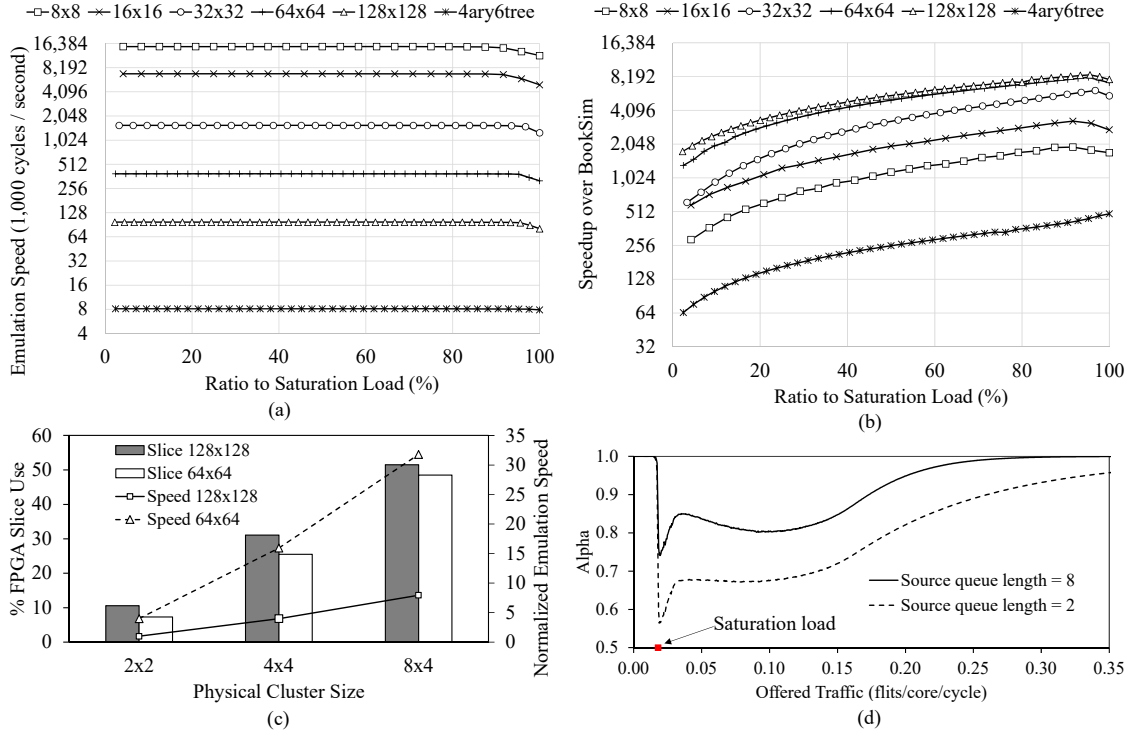 8x8 16x16 32x32 64x64 128x128 4ary6tree
Emulation Speed (1,000 cycles / second)
16,384
8,192
4,096
2,048
1,024
512
256
128
64
32
16
8
4
0 20 40 60 80 100
Ratio to Saturation Load (%)
(a)
8x8 16x16 32x32 64x64 128x128 4ary6tree
Speedup over BookSim
16,384
8,192
4,096
2,048
1,024
512
256
128
64
32
0 20 40 60 80 100
Ratio to Saturation Load (%)
(b)
% FPGA Slice Use
60
50
40
30
20
10
0
Slice 128x128
Slice 64x64
Speed 128x128
Speed 64x64
35
30
25
20
15
10
5
0
Normalized Emulation Speed
2x2 4x4 8x4
Physical Cluster Size
(c)
Alpha
1.0
0.9
0.8
0.7
0.6
0.5
Source queue length = 8
Source queue length = 2
Saturation load
0.00 0.05 0.10 0.15 0.20 0.25 0.30 0.35
Offered Traffic (flits/core/cycle)
(d)